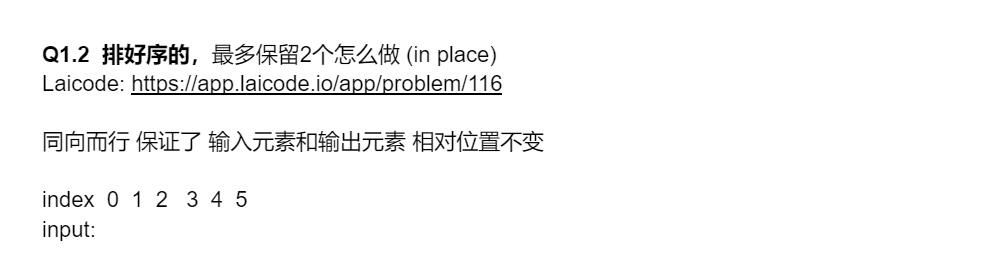 Q1.2 排好序的，最多保留2个怎么做 (in place)
Laicode: https://app.laicode.io/app/problem/116
同向而行 保证了 输入元素和输出元素 相对位置不变
index 0 1 2 3 4 5
input: